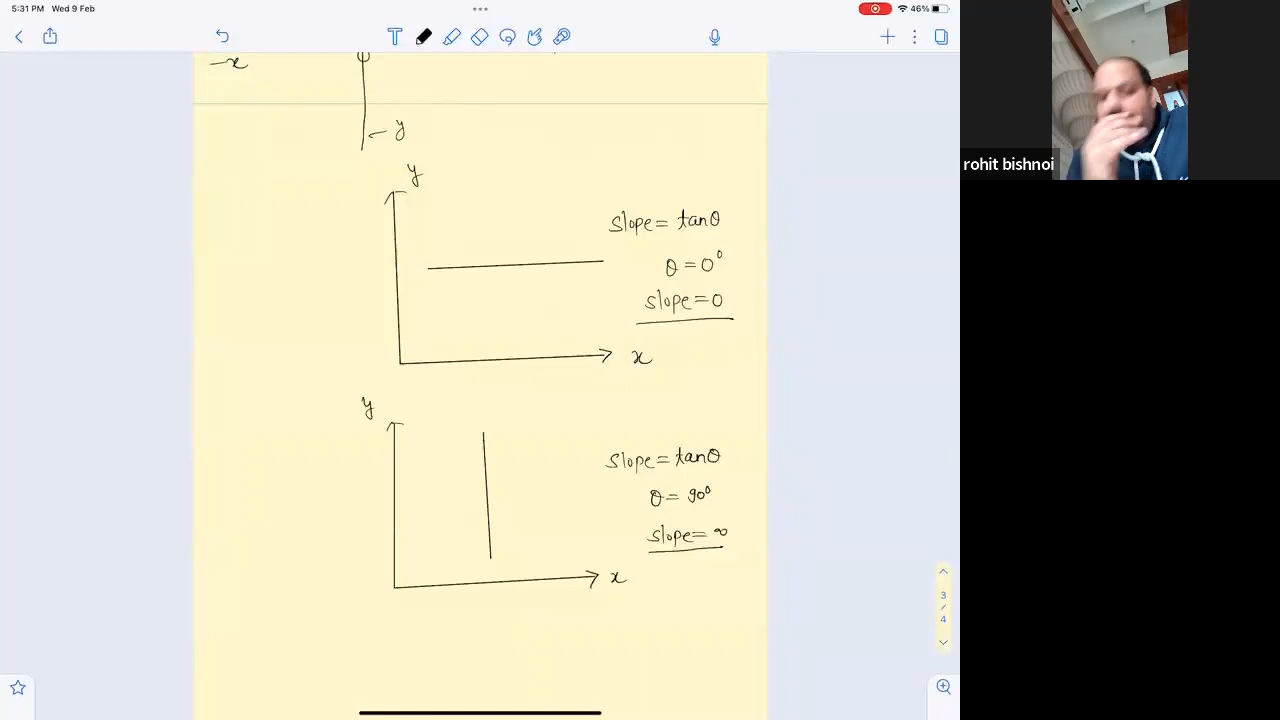 5:31 PM Wed 9 Feb
46%
-x
-y
y
slope = tanθ
θ = 0°
slope = 0
x
y
slope = tanθ
θ = 90°
slope = ∞
x
3
/
4
rohit bishnoi